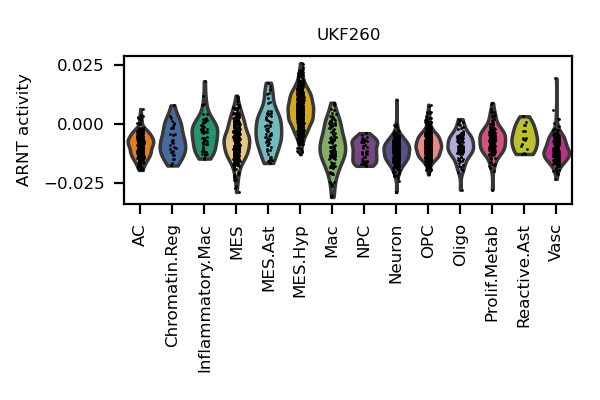 UKF260
ARNT activity
0.025
0.000
−0.025
AC
Chromatin.Reg
Inflammatory.Mac
MES
MES.Ast
MES.Hyp
Mac
NPC
Neuron
OPC
Oligo
Prolif.Metab
Reactive.Ast
Vasc